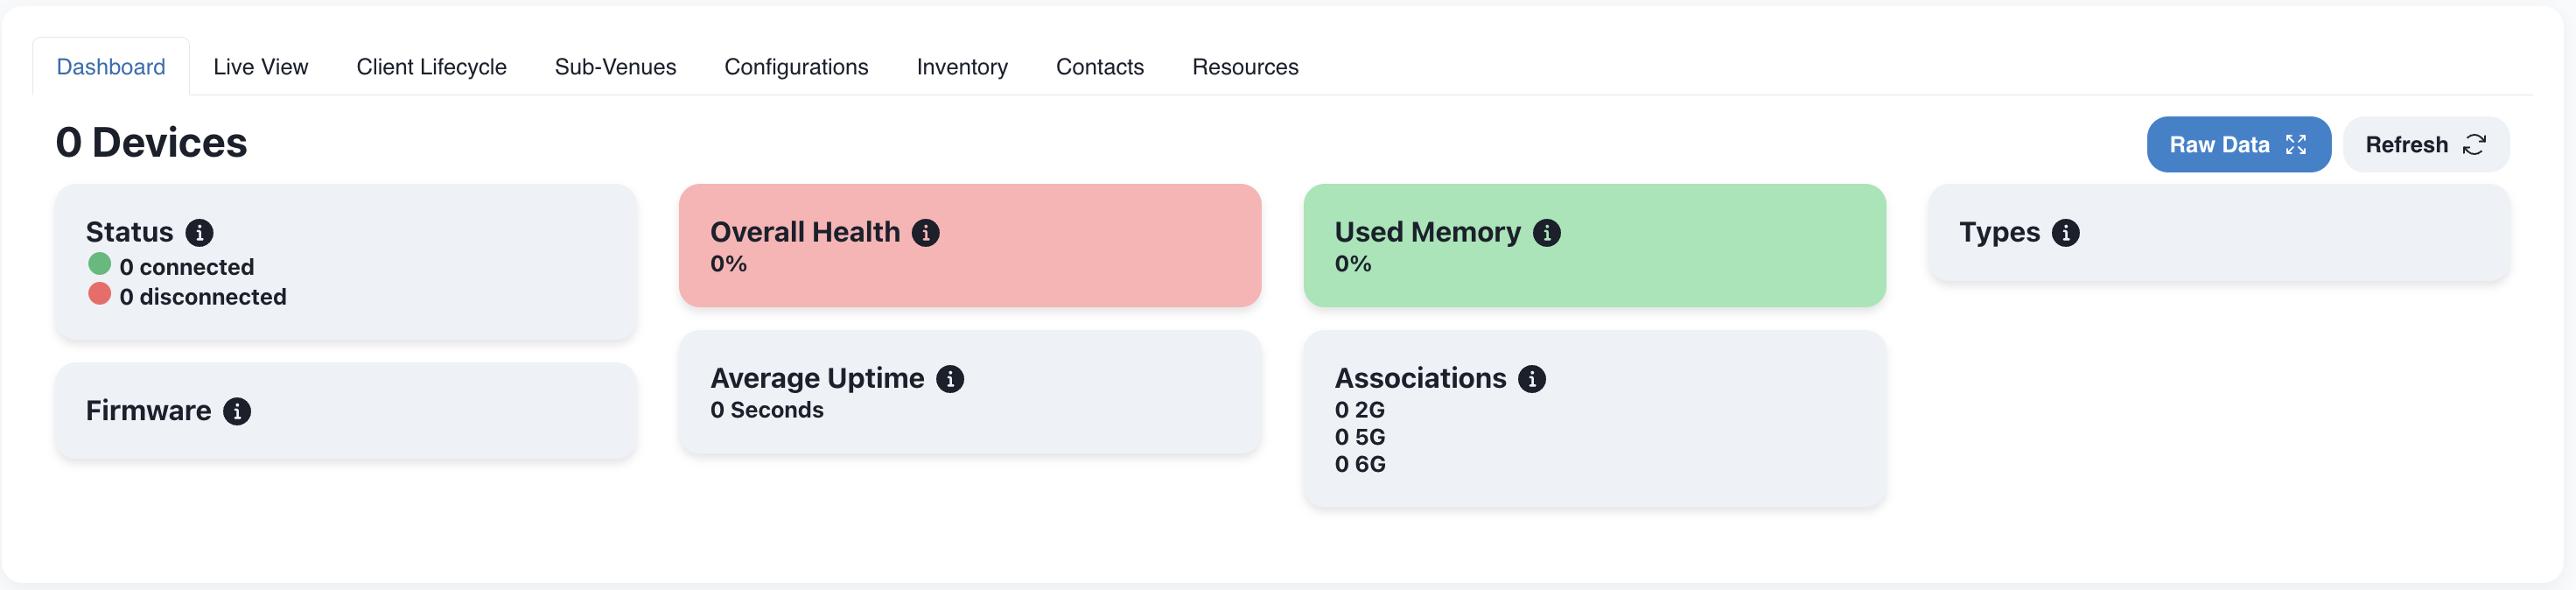 Dashboard
Live View
Client Lifecycle
Sub-Venues
Configurations
Inventory
Contacts
Resources
0 Devices
Raw Data
Refresh
Status
0 connected
0 disconnected
Firmware
Overall Health
0%
Average Uptime
0 Seconds
Used Memory
0%
Associations
0 2G
0 5G
0 6G
Types